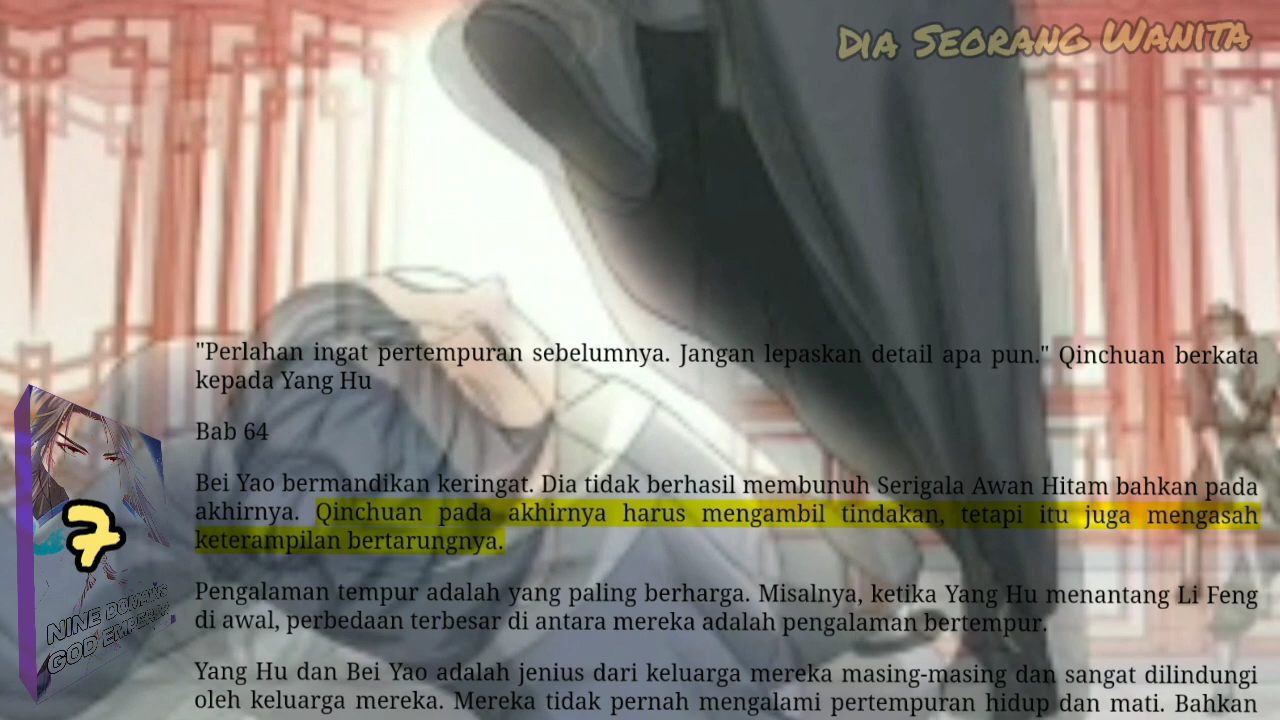 Dia Seorang Wanita
"Perlahan ingat pertempuran sebelumnya. Jangan lepaskan detail apa pun." Qinchuan berkata
kepada Yang Hu
Bab 64
Bei Yao bermandikan keringat. Dia tidak berhasil membunuh Serigala Awan Hitam bahkan pada
akhirnya. Qinchuan pada akhirnya harus mengambil tindakan, tetapi itu juga mengasah
keterampilan bertarungnya.
Pengalaman tempur adalah yang paling berharga. Misalnya, ketika Yang Hu menantang Li Feng
di awal, perbedaan terbesar di antara mereka adalah pengalaman bertempur.
Yang Hu dan Bei Yao adalah jenius dari keluarga mereka masing-masing dan sangat dilindungi
oleh keluarga mereka. Mereka tidak pernah mengalami pertempuran hidup dan mati. Bahkan
7
NINE DOMAINS
GOD EMPEROR